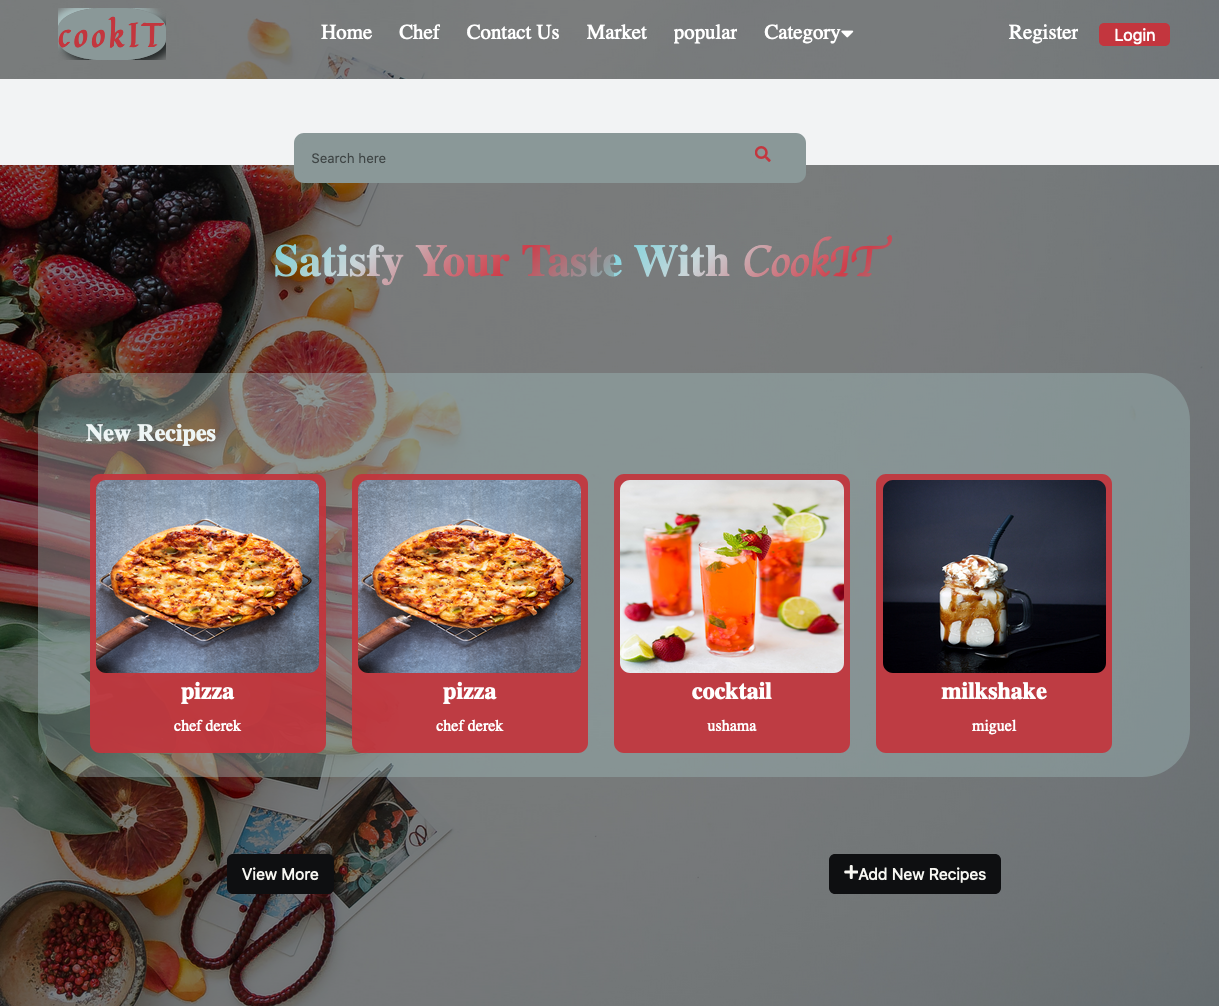 cookIT
Home Chef Contact Us Market popular Category
Register Login
Search here
Satisfy Your Taste With CookIT
New Recipes
pizza
chef derek
pizza
chef derek
cocktail
ushama
milkshake
miguel
View More
Add New Recipes